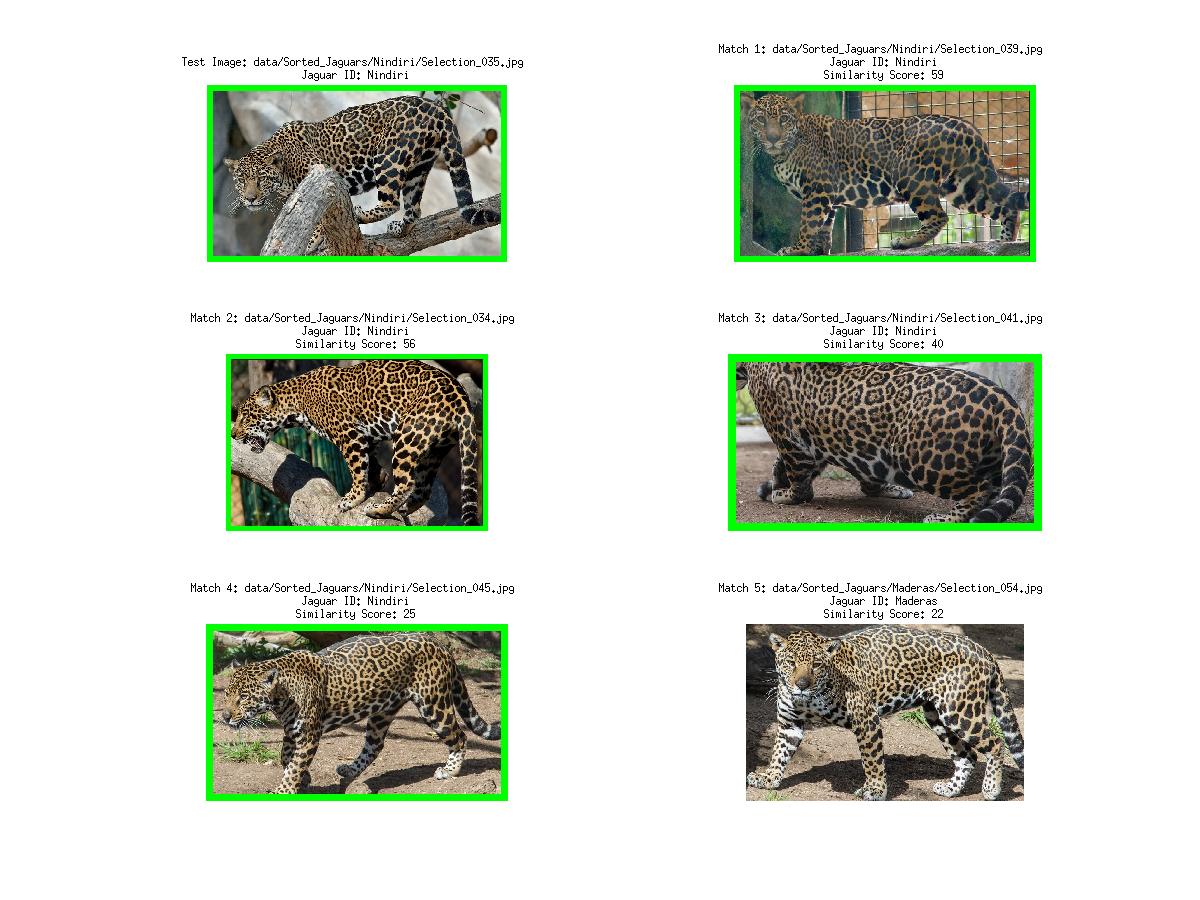 Test Image: data/Sorted_Jaguars/Nindiri/Selection_035.jpg
Jaguar ID: Nindiri
Match 1: data/Sorted_Jaguars/Nindiri/Selection_039.jpg
Jaguar ID: Nindiri
Similarity Score: 59
Match 2: data/Sorted_Jaguars/Nindiri/Selection_034.jpg
Jaguar ID: Nindiri
Similarity Score: 56
Match 3: data/Sorted_Jaguars/Nindiri/Selection_041.jpg
Jaguar ID: Nindiri
Similarity Score: 40
Match 4: data/Sorted_Jaguars/Nindiri/Selection_045.jpg
Jaguar ID: Nindiri
Similarity Score: 25
Match 5: data/Sorted_Jaguars/Maderas/Selection_054.jpg
Jaguar ID: Maderas
Similarity Score: 22